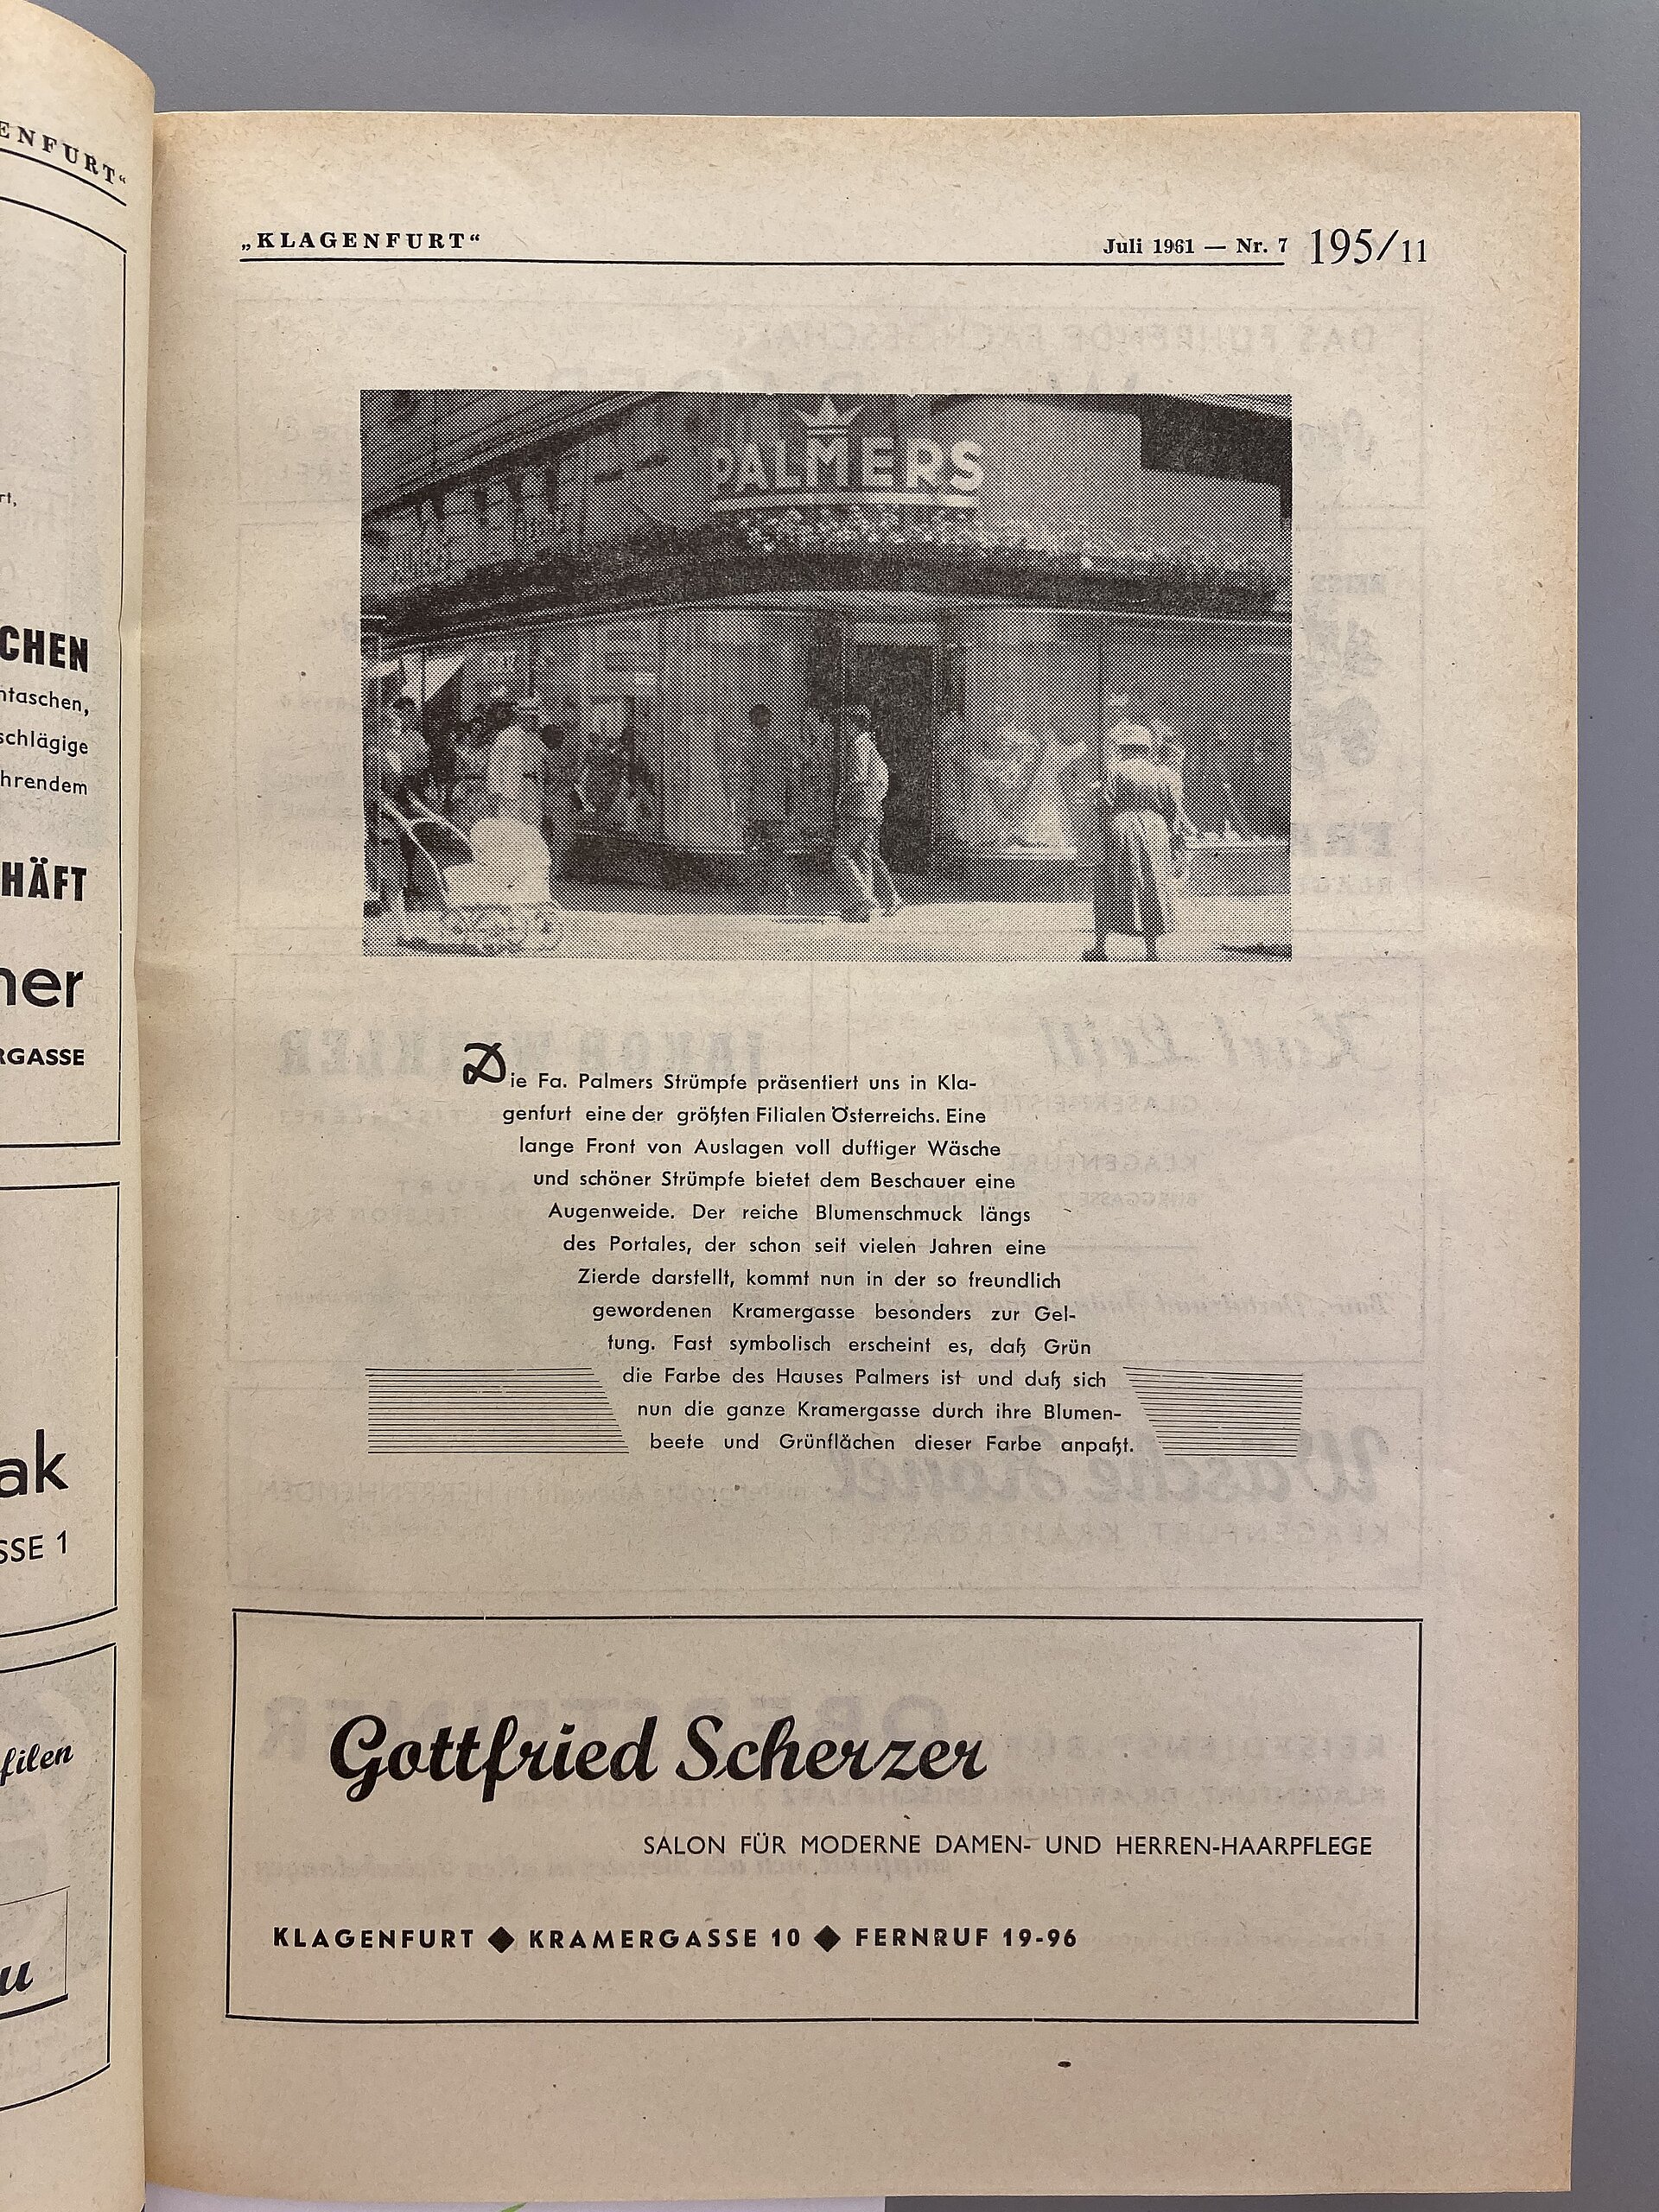 ENFURT“
rt,
CHEN
ntaschen,
schlägige
hrendem
HÄFT
ner
RGASSE
ak
SSE 1
filen
u
„KLAGENFURT“ Juli 1961 — Nr. 7 195/11
PALMERS
Die Fa. Palmers Strümpfe präsentiert uns in Kla-
genfurt eine der größten Filialen Österreichs. Eine
lange Front von Auslagen voll duftiger Wäsche
und schöner Strümpfe bietet dem Beschauer eine
Augenweide. Der reiche Blumenschmuck längs
des Portales, der schon seit vielen Jahren eine
Zierde darstellt, kommt nun in der so freundlich
gewordenen Kramergasse besonders zur Gel-
tung. Fast symbolisch erscheint es, daß Grün
die Farbe des Hauses Palmers ist und daß sich
nun die ganze Kramergasse durch ihre Blumen-
beete und Grünflächen dieser Farbe anpaßt.
Gottfried Scherzer
SALON FÜR MODERNE DAMEN- UND HERREN-HAARPFLEGE
KLAGENFURT ◆ KRAMERGASSE 10 ◆ FERNRUF 19-96